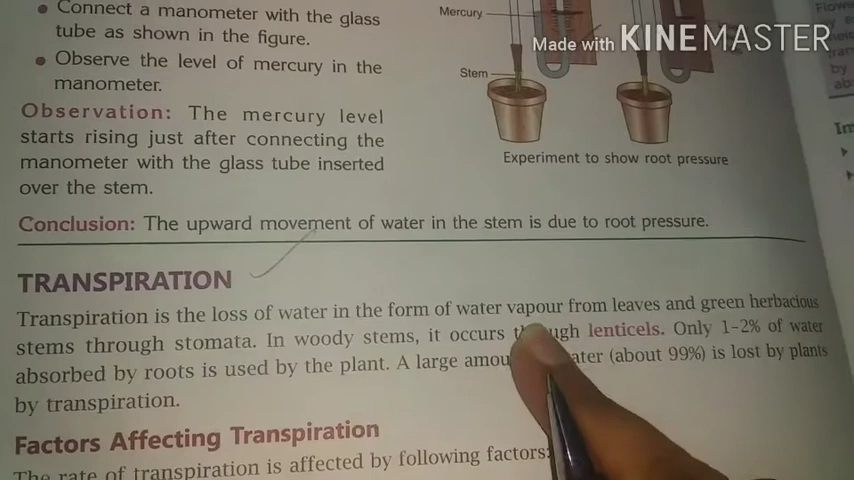 Connect a manometer with the glass
tube as shown in the figure.
Observe the level of mercury in the
manometer.
Observation: The mercury level
starts rising just after connecting the
manometer with the glass tube inserted
over the stem.
Mercury
Stem
Made with KINEMASTER
Experiment to show root pressure
Conclusion: The upward movement of water in the stem is due to root pressure.
TRANSPIRATION
Transpiration is the loss of water in the form of water vapour from leaves and green herbacious
stems through stomata. In woody stems, it occurs through lenticels. Only 1–2% of water
absorbed by roots is used by the plant. A large (about 99%) is lost by plants
by transpiration.
Factors Affecting Transpiration
The rate of transpiration is affected by following factors: